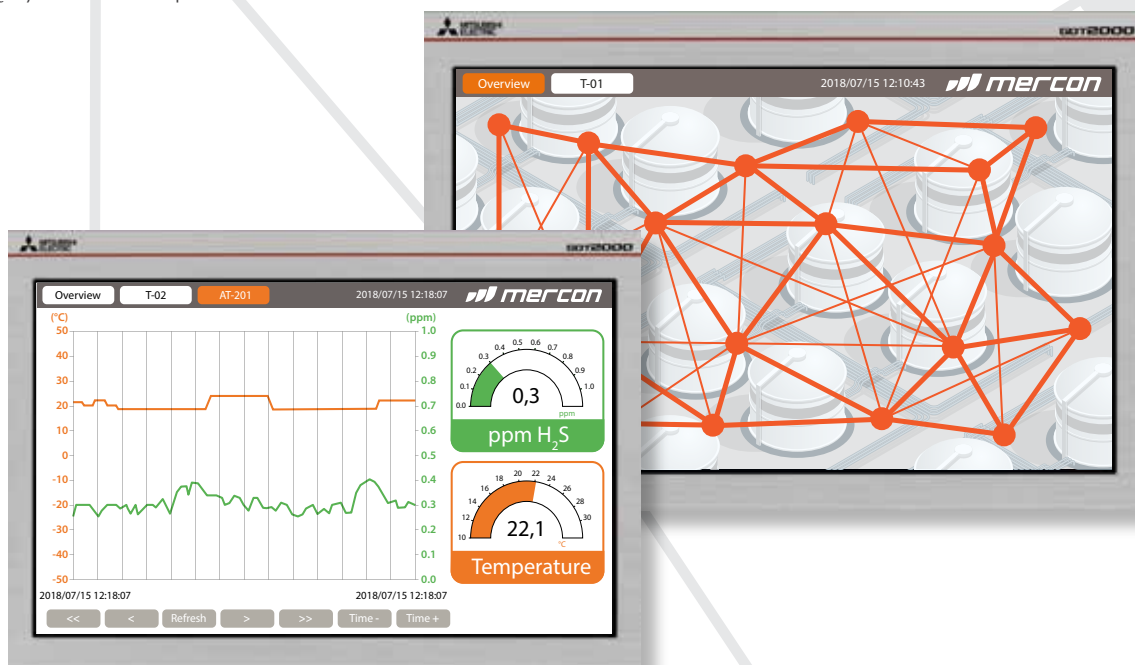 MITSUBISHI
ELECTRIC
GOT2000
Overview
T-01
2018/07/15 12:10:43
mercon
MITSUBISHI
ELECTRIC
GOT2000
Overview
T-02
AT-201
2018/07/15 12:18:07
mercon
(°C)
(ppm)
50
40
30
20
10
0
-10
-20
-30
-40
-50
1.0
0.9
0.8
0.7
0.6
0.5
0.4
0.3
0.2
0.1
0.0
2018/07/15 12:18:07
2018/07/15 12:18:07
<<
<
Refresh
>
>>
Time -
Time +
0.0
0.1
0.2
0.3
0.4
0.5
0.6
0.7
0.8
0.9
1.0
0,3
ppm
ppm H₂S
10
12
14
16
18
20
22
24
26
28
30
22,1
°C
Temperature